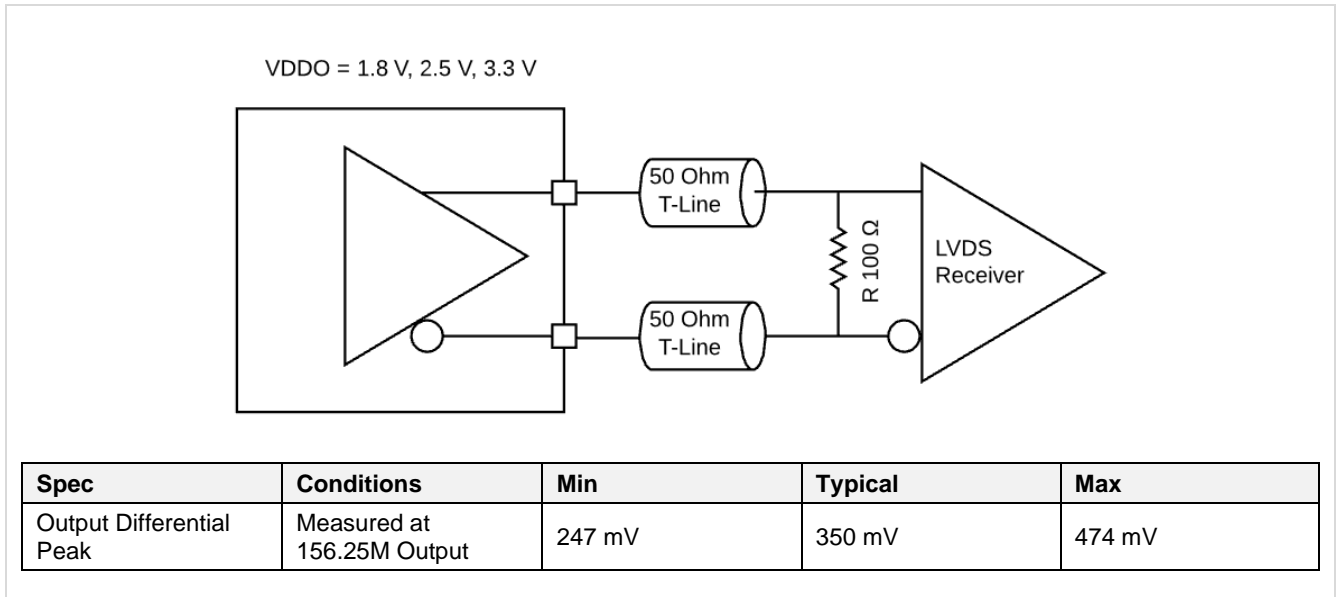 VDDO = 1.8 V, 2.5 V, 3.3 V
50 Ohm
T-Line
R 100 Ω
LVDS
Receiver
50 Ohm
T-Line
Spec Conditions Min Typical Max
Output Differential
Peak
Measured at
156.25M Output
247 mV 350 mV 474 mV